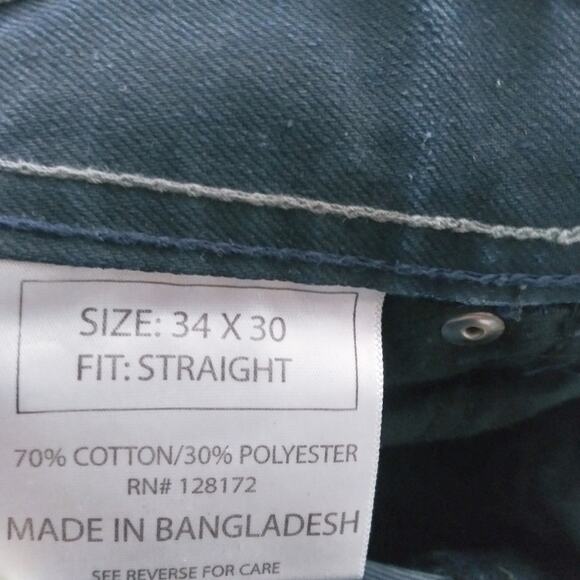 SIZE: 34 X 30
FIT: STRAIGHT
70% COTTON/30% POLYESTER
RN# 128172
MADE IN BANGLADESH
SEE REVERSE FOR CARE